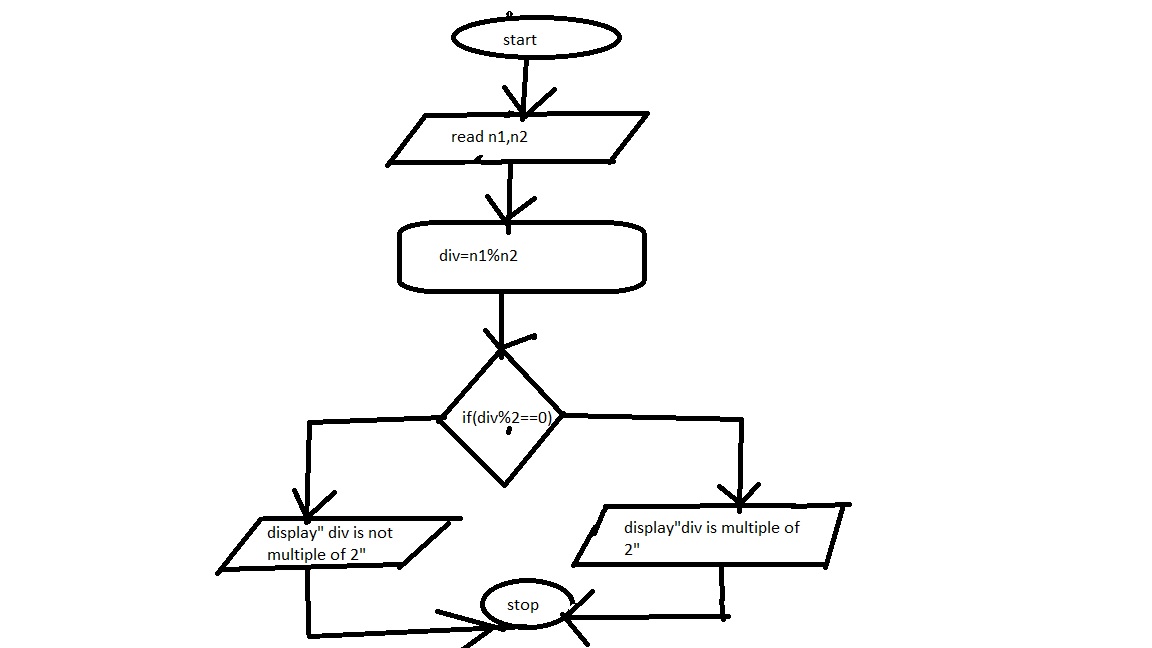 start
read n1,n2
div=n1%n2
if(div%2==0)
display" div is not
multiple of 2"
display"div is multiple of
2"
stop